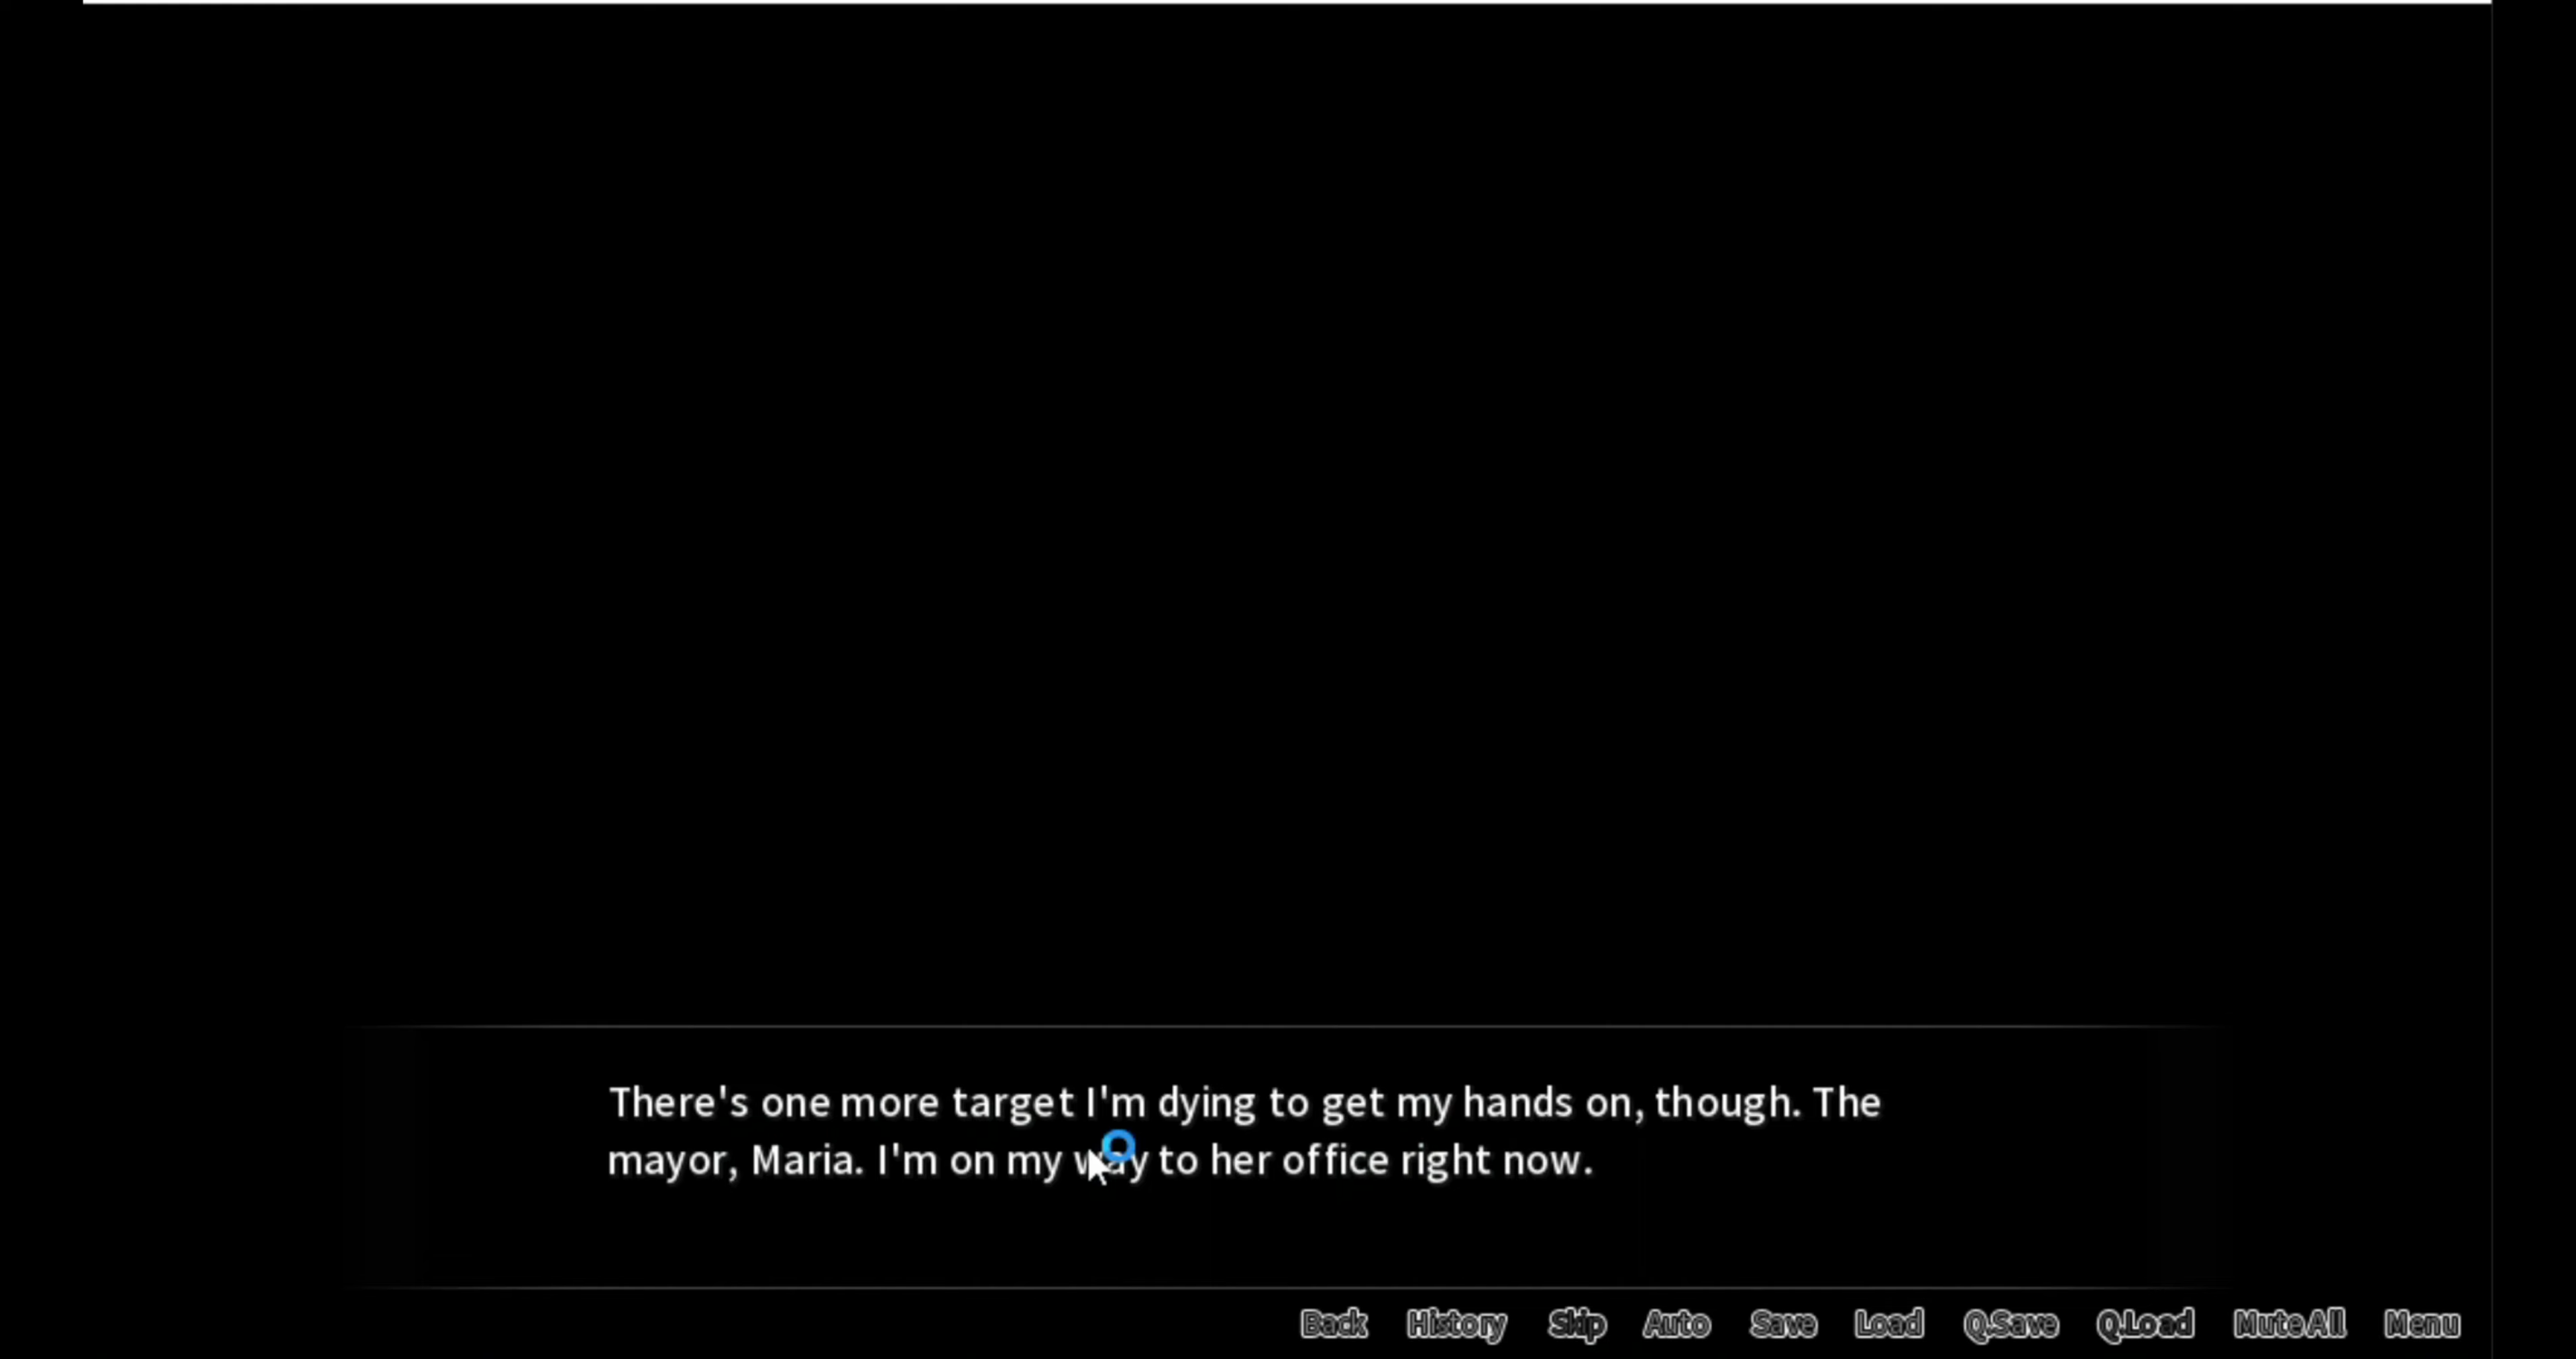 There's one more target I'm dying to get my hands on, though. The
mayor, Maria. I'm on my way to her office right now.
Back History Skip Auto Save Load Q.Save Q.Load Mute All Menu